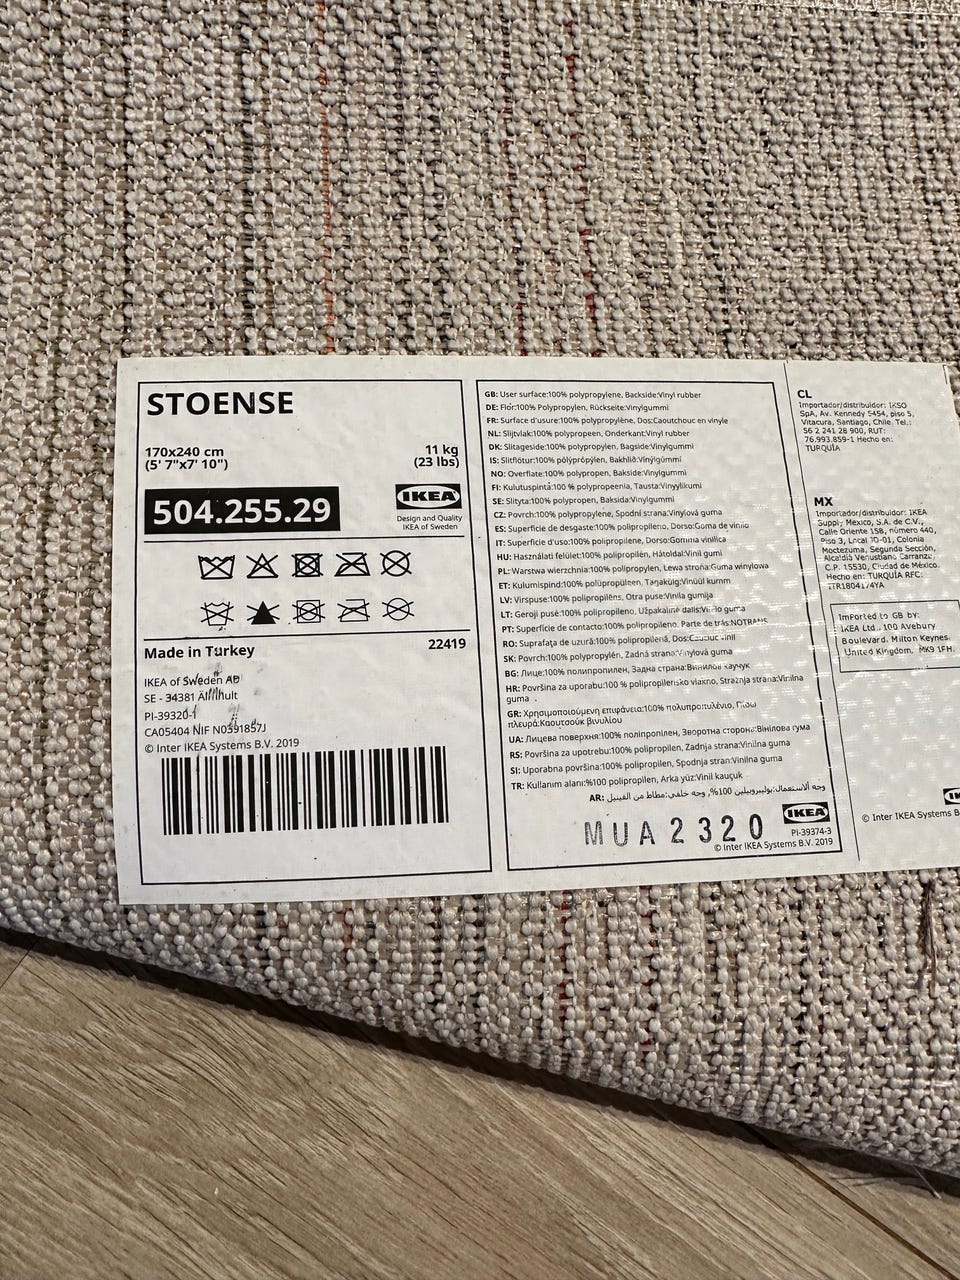 STOENSE
170x240 cm
(5' 7"x7' 10")
11 kg
(23 lbs)
504.255.29
IKEA
Design and Quality
IKEA of Sweden
Made in Turkey
22419
IKEA of Sweden AB
SE - 34381 Älmhult
PI-39320-1
CA05404 NIF N0391857J
© Inter IKEA Systems B.V. 2019
GB: User surface:100% polypropylene, Backside:Vinyl rubber
DE: Flor:100% Polypropylen, Rückseite:Vinylgummi
FR: Surface d'usure:100% polypropylène, Dos:Caoutchouc en vinyle
NL: Slijtvlak:100% polypropeen, Onderkant:Vinyl rubber
DK: Slitageside:100% polypropylen, Bagside:Vinylgummi
IS: Slitflötur:100% pólýprópýlen, Bakhlið:Vínýlgúmmí
NO: Overflate:100% polypropen, Bakside:Vinylgummi
FI: Kulutuspintā:100 % polypropeenia, Tausta:Vinyylikumi
SE: Slityta:100% polypropen, Baksida:Vinylgummi
CZ: Povrch:100% polypropylene, Spodní strana:Vinylová guma
ES: Superficie de desgaste:100% polipropileno, Dorso:Goma de vinilo
IT: Superficie d'uso:100% polipropilene, Dorso:Gomma vinilica
HU: Használati felület:100% polipropilén, Hátoldal:Vinil gumi
PL: Warstwa wierzchnia:100% polipropylen, Lewa strona:Guma winylowa
ET: Kulumispind:100% polüpropüleen, Tagakülg:Vinüül kumm
LV: Virspuse:100% polipropilēns, Otra puse:Vinila gumija
LT: Geroji pusė:100% polipropileno, Užpakalinė dalis:Vinilo guma
PT: Superfície de contacto:100% polipropileno. Parte de trás:NOTRANS
RO: Suprafaţa de uzură:100% polipropilenă, Dos:Cauciuc vinil
SK: Povrch:100% polypropylén, Zadná strana:Vinylová guma
BG: Лице:100% полипропилен, Задна страна:Винилов каучук
HR: Površina za uporabu:100 % polipropilensko vlakno, Stražnja strana:Vinilna
guma
GR: Χρησιμοποιούμενη επιφάνεια:100% πολυπροπυλένιο, Πίσω
πλευρά:Καουτσούκ βινυλίου
UA: Лицева поверхня:100% поліпропілен, Зворотна сторона:Вінілова гума
RS: Površina za upotrebu:100% polipropilen, Zadnja strana:Vinilna guma
SI: Uporabna površina:100% polipropilen, Spodnja stran:Vinilna guma
TR: Kullanım alanı:%100 polipropilen, Arka yüz:Vinil kauçuk
AR: وجه ألاستعمال:بوليبروبيلين 100%, وجه خلفي:مطاط من الفينيل
MUA2320
IKEA
PI-39374-3
© Inter IKEA Systems B.V. 2019
CL
Importador/distribuidor: IKSO
SpA, Av. Kennedy 5454, piso 5,
Vitacura, Santiago, Chile. Tel.:
56 2 241 28 900, RUT:
76.993.859-1 Hecho en:
TURQUÍA
MX
Importador/distribuidor: IKEA
Supply Mexico, S.A. de C.V.,
Calle Oriente 158, número 440,
Piso 3, Local TD-01, Colonia
Moctezuma, Segunda Sección,
Alcaldía Venustiano Carranza,
C.P. 15530, Ciudad de México.
Hecho en: TURQUÍA RFC:
Imported to GB by:
IKEA Ltd., 100 Avebury
Boulevard, Milton Keynes,
United Kingdom, MK9 1FH.
© Inter IKEA Systems B